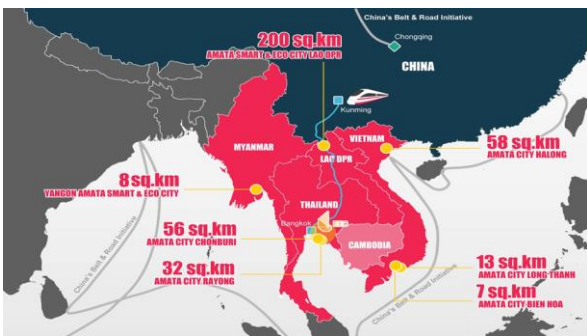 China's Belt & Road Initiative
Chongqing
200 sq.km
AMATA SMART & ECO CITY LAO DPR
CHINA
Kunming
MYANMAR
VIETNAM
LAO DPR
58 sq.km
AMATA CITY HALONG
8 sq.km
YANGON AMATA SMART & ECO CITY
THAILAND
Bangkok
56 sq.km
AMATA CITY CHONBURI
CAMBODIA
32 sq.km
AMATA CITY RAYONG
13 sq.km
AMATA CITY LONG THANH
7 sq.km
AMATA CITY BIEN HOA
China's Belt & Road Initiative
China's Belt & Road Initiative